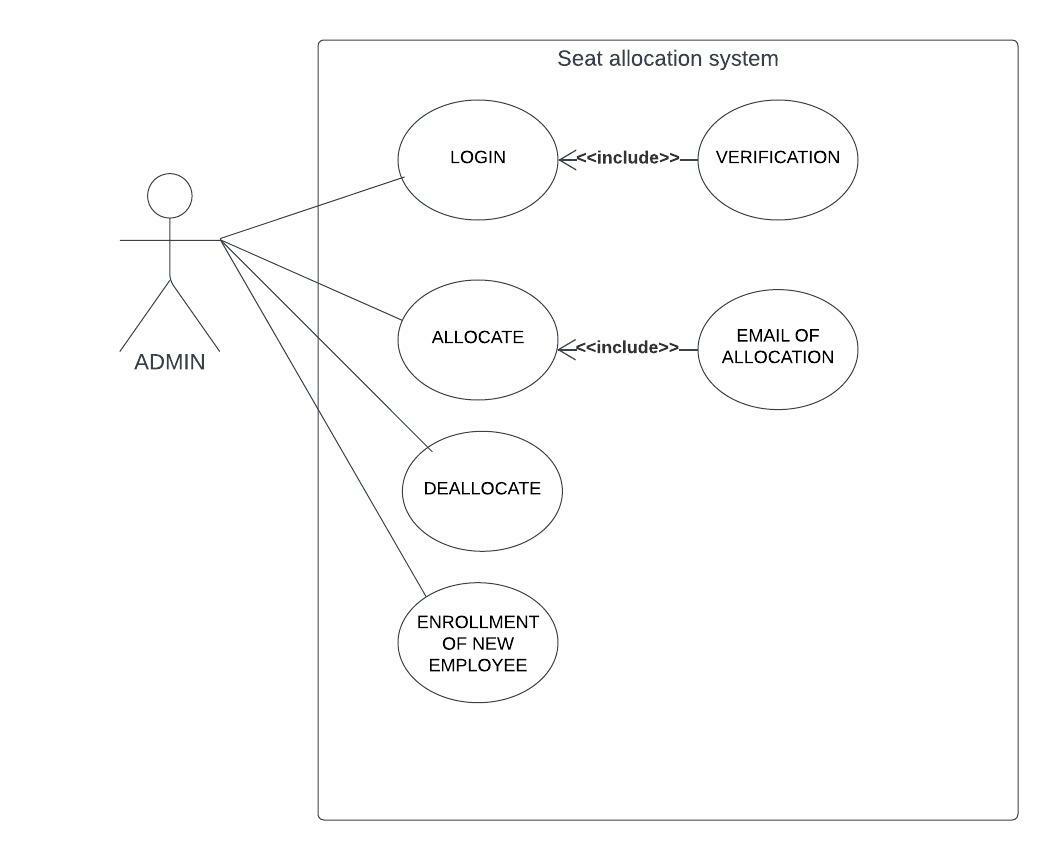 Seat allocation system
LOGIN
<<include>>
VERIFICATION
ADMIN
ALLOCATE
<<include>>
EMAIL OF
ALLOCATION
DEALLOCATE
ENROLLMENT
OF NEW
EMPLOYEE